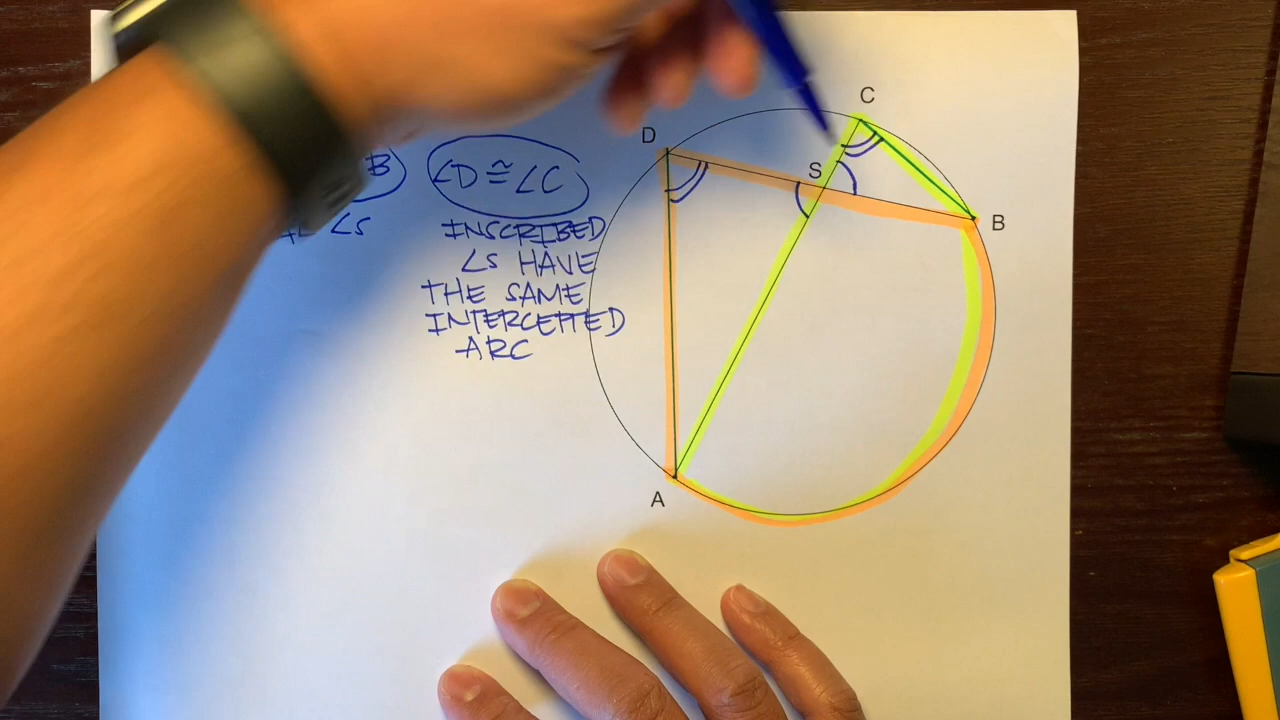 B ∠D ≅ ∠C
∠S INSCRIBED
∠S HAVE
THE SAME
INTERCEPTED
ARC
C
D
S
B
A